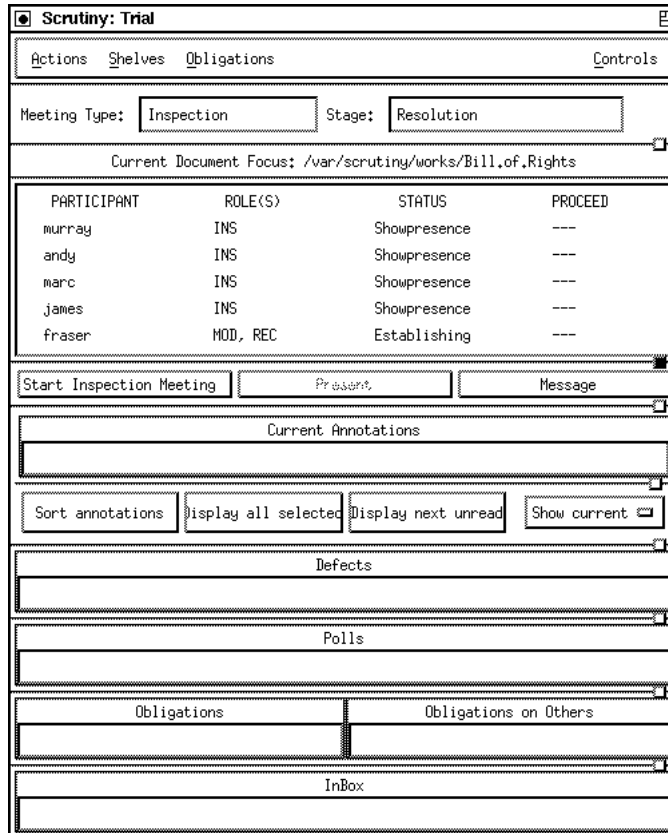 Scrutiny: Trial
Actions Shelves Obligations Controls
Meeting Type: Inspection Stage: Resolution
Current Document Focus: /var/scrutiny/works/Bill.of.Rights
PARTICIPANT ROLE(S) STATUS PROCEED
murray INS Showpresence ---
andy INS Showpresence ---
marc INS Showpresence ---
james INS Showpresence ---
fraser MOD, REC Establishing ---
Start Inspection Meeting Present Message
Current Annotations
Sort annotations Display all selected Display next unread Show current
Defects
Polls
Obligations Obligations on Others
InBox